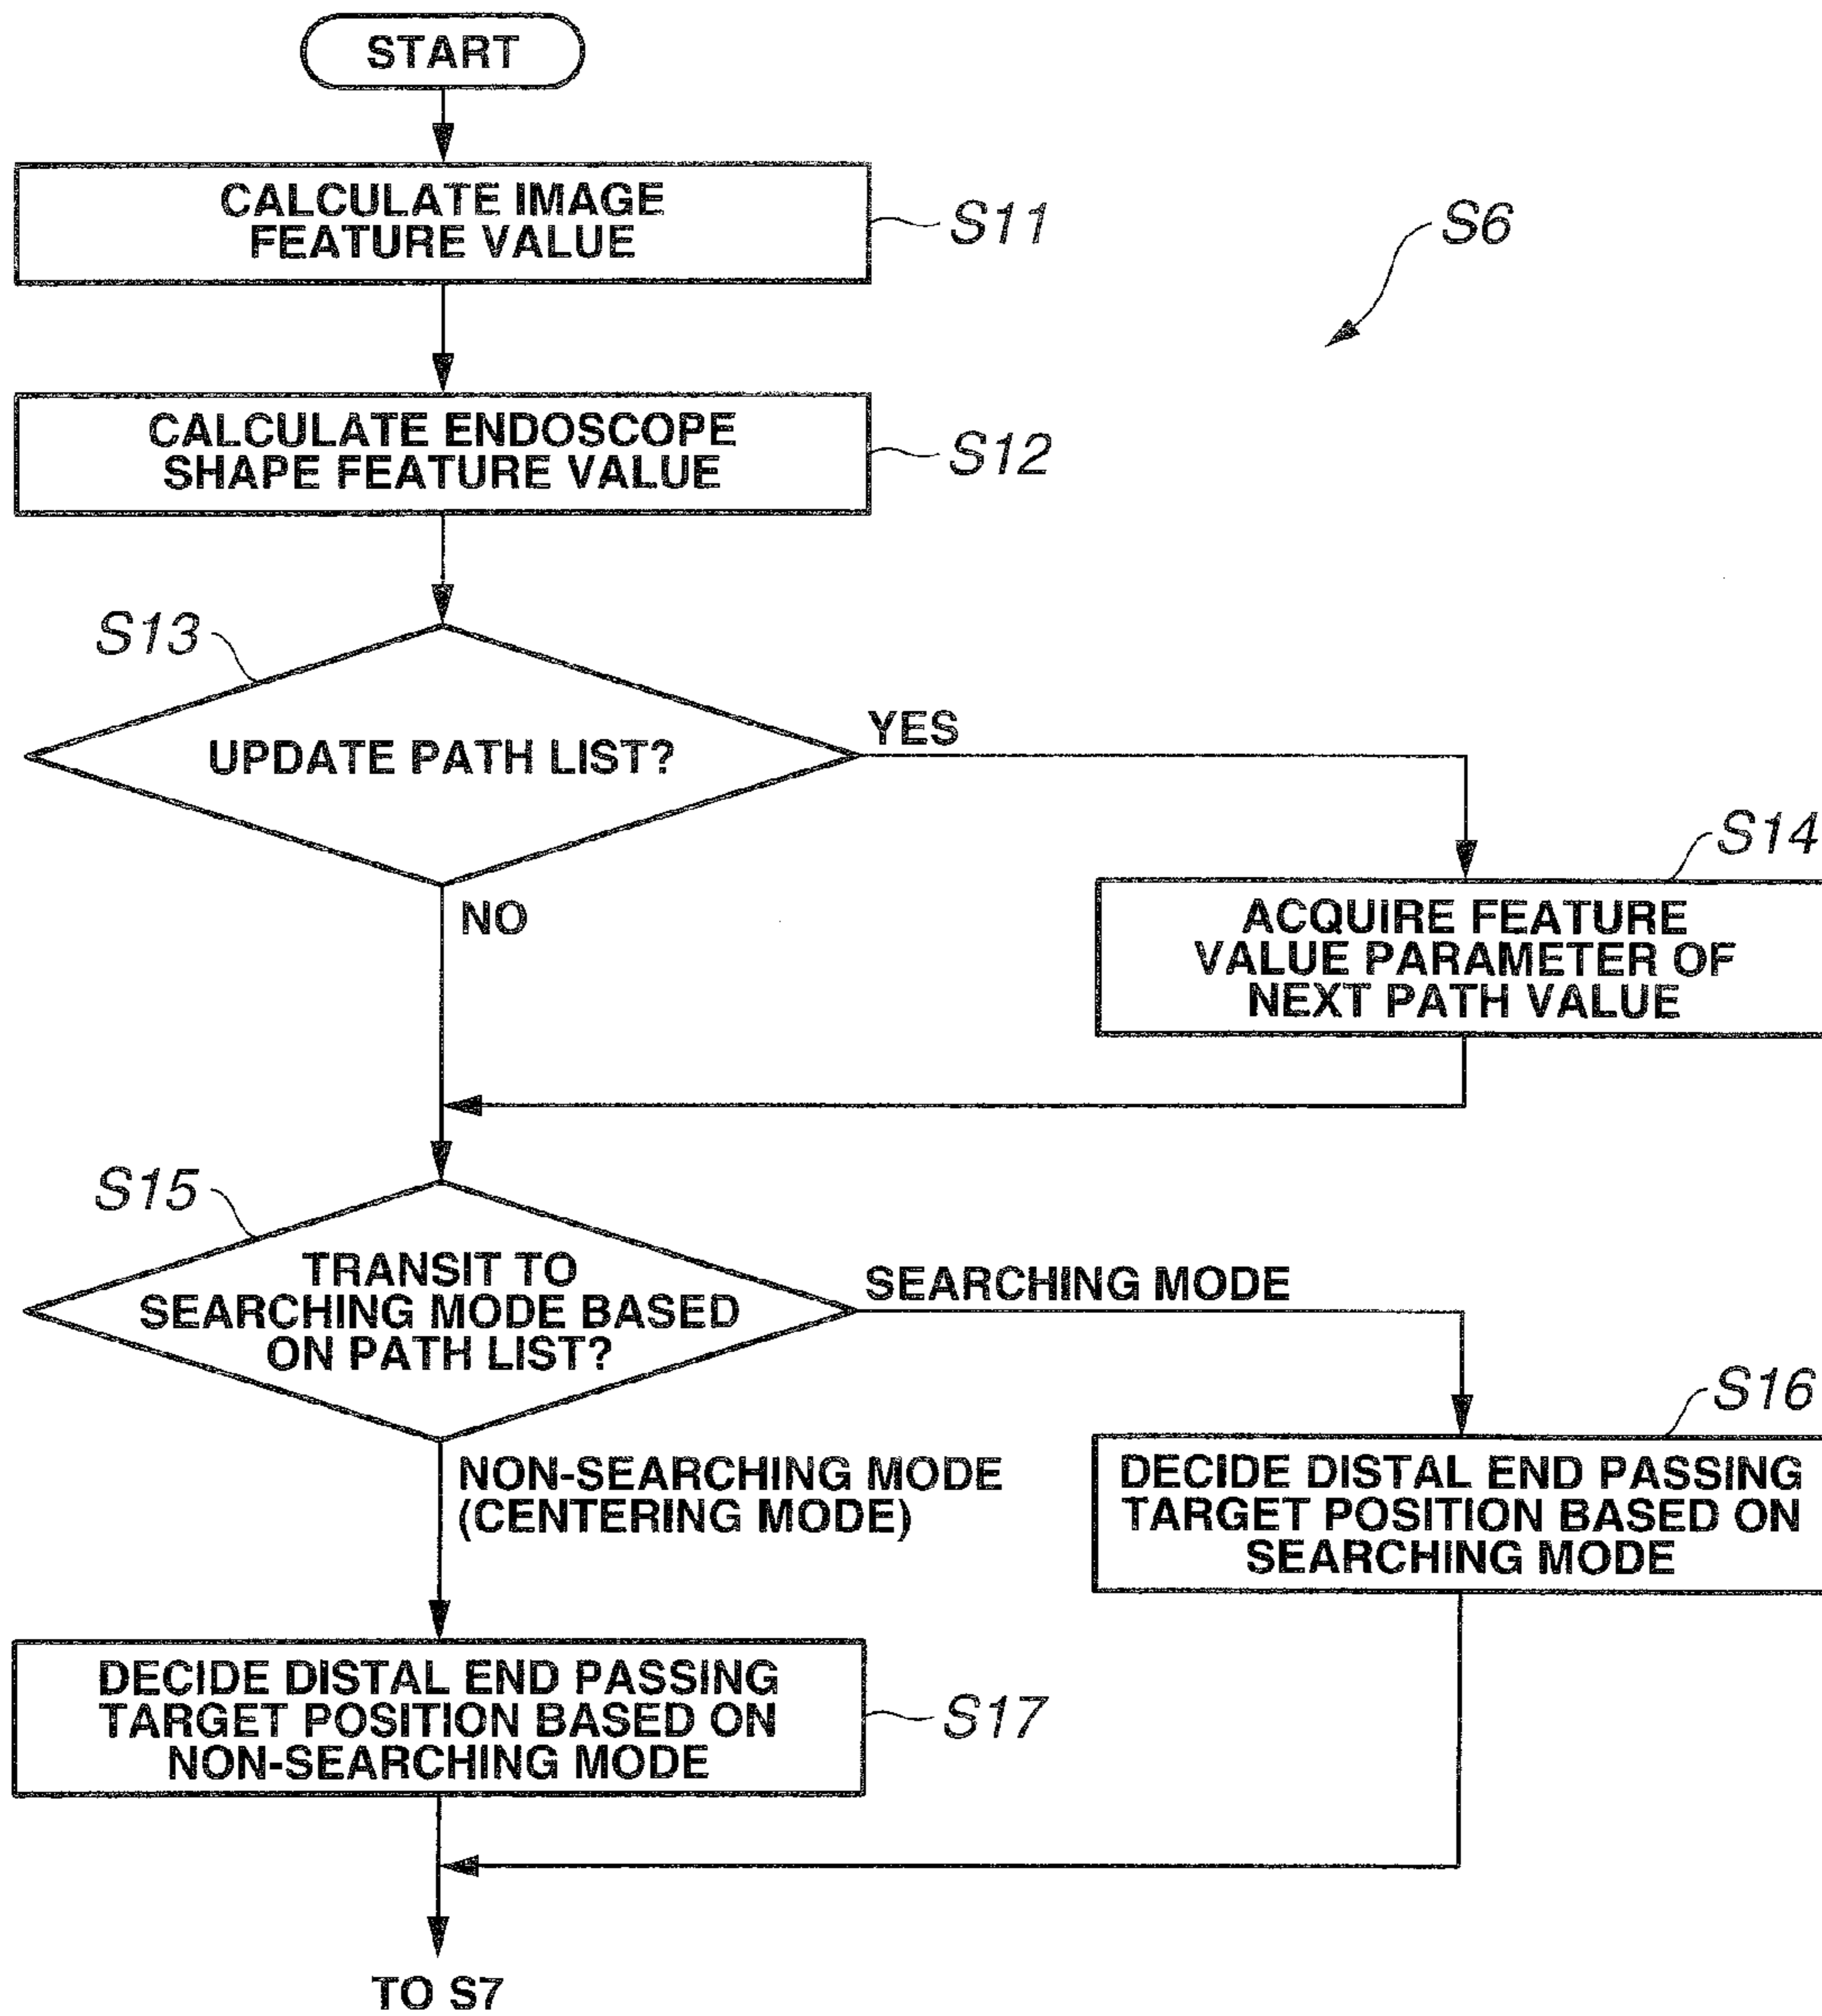 START
CALCULATE IMAGE
FEATURE VALUE
S11
S6
CALCULATE ENDOSCOPE
SHAPE FEATURE VALUE
S12
S13
UPDATE PATH LIST?
YES
NO
S14
ACQUIRE FEATURE
VALUE PARAMETER OF
NEXT PATH VALUE
S15
TRANSIT TO
SEARCHING MODE BASED
ON PATH LIST?
SEARCHING MODE
S16
DECIDE DISTAL END PASSING
TARGET POSITION BASED ON
SEARCHING MODE
NON-SEARCHING MODE
(CENTERING MODE)
DECIDE DISTAL END PASSING
TARGET POSITION BASED ON
NON-SEARCHING MODE
S17
TO S7